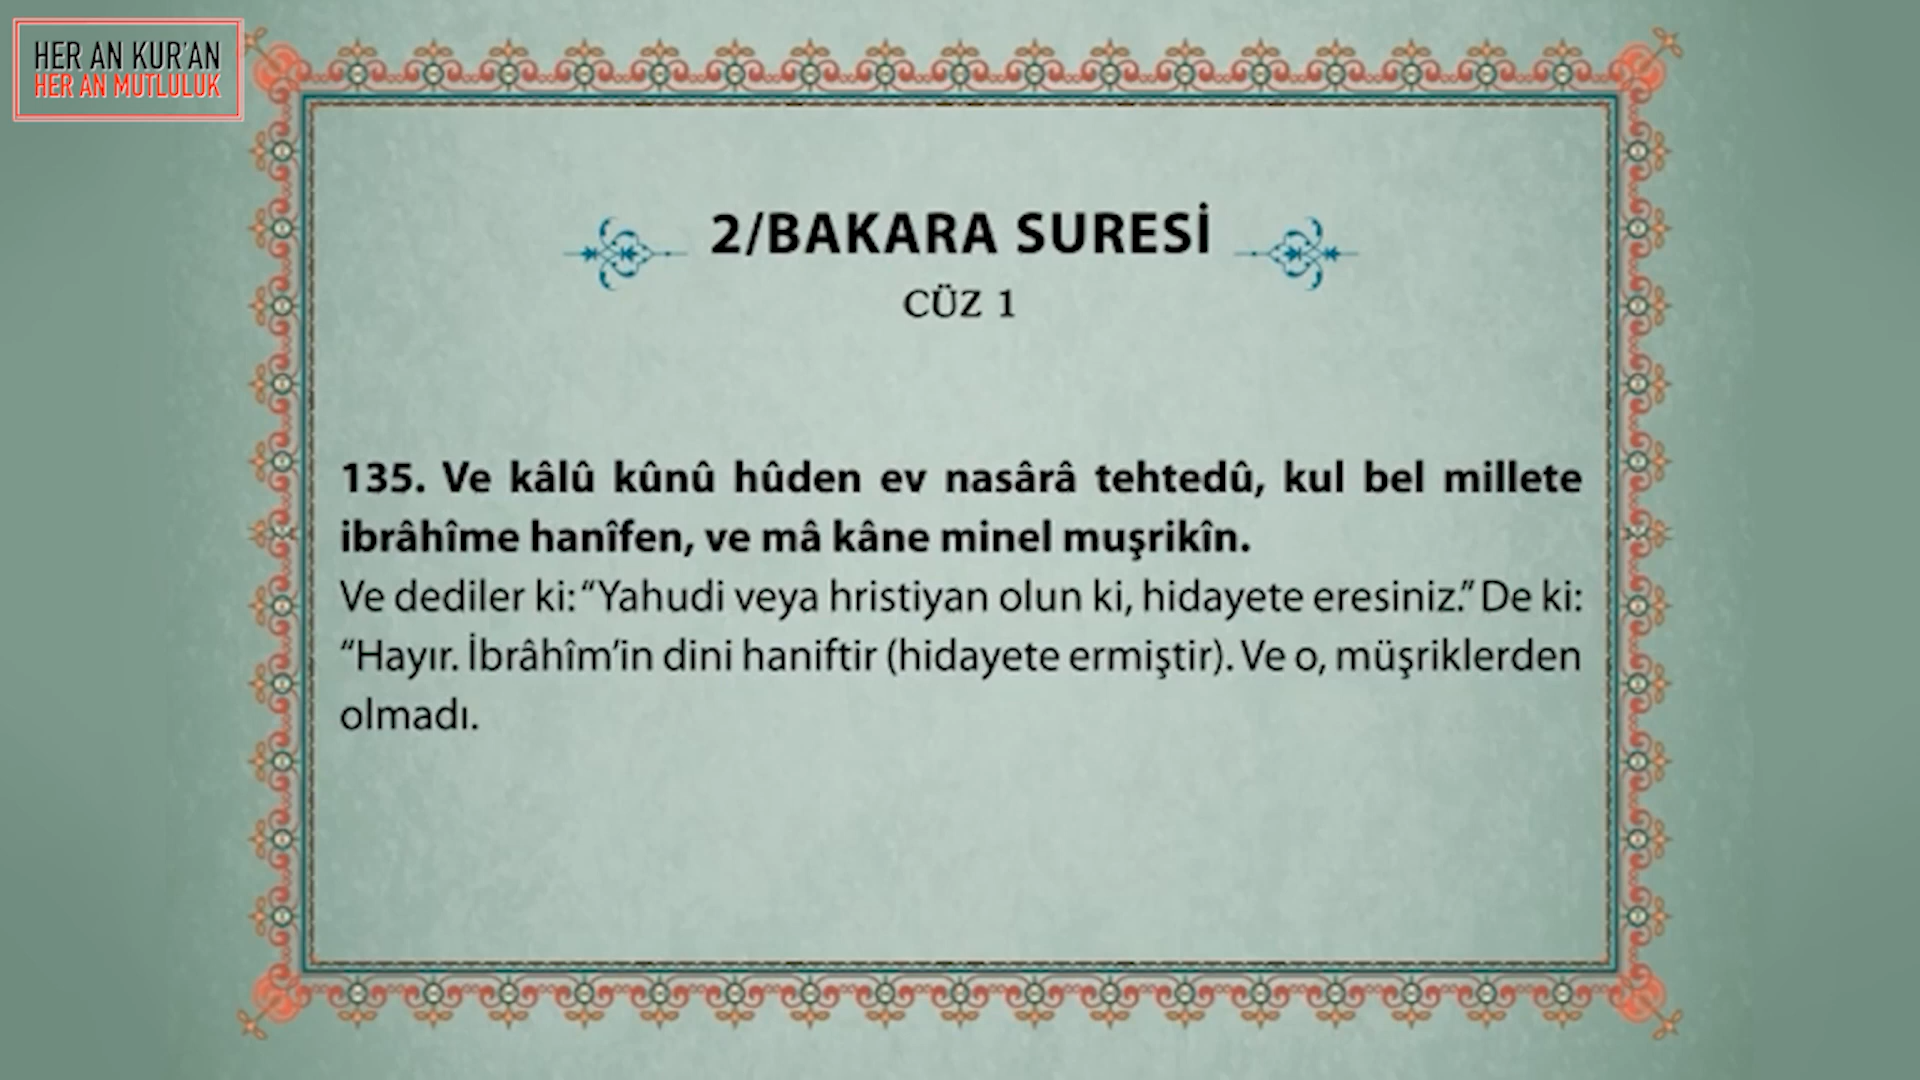 HER AN KUR'AN
HER AN MUTLULUK
2/BAKARA SURESİ
CÜZ 1
135. Ve kâlû kûnû hûden ev nasârâ tehtedû, kul bel millete
ibrâhîme hanîfen, ve mâ kâne minel muşrikîn.
Ve dediler ki: “Yahudi veya hristiyan olun ki, hidayete eresiniz.” De ki:
“Hayır. İbrâhîm’in dini haniftir (hidayete ermiştir). Ve o, müşriklerden
olmadı.